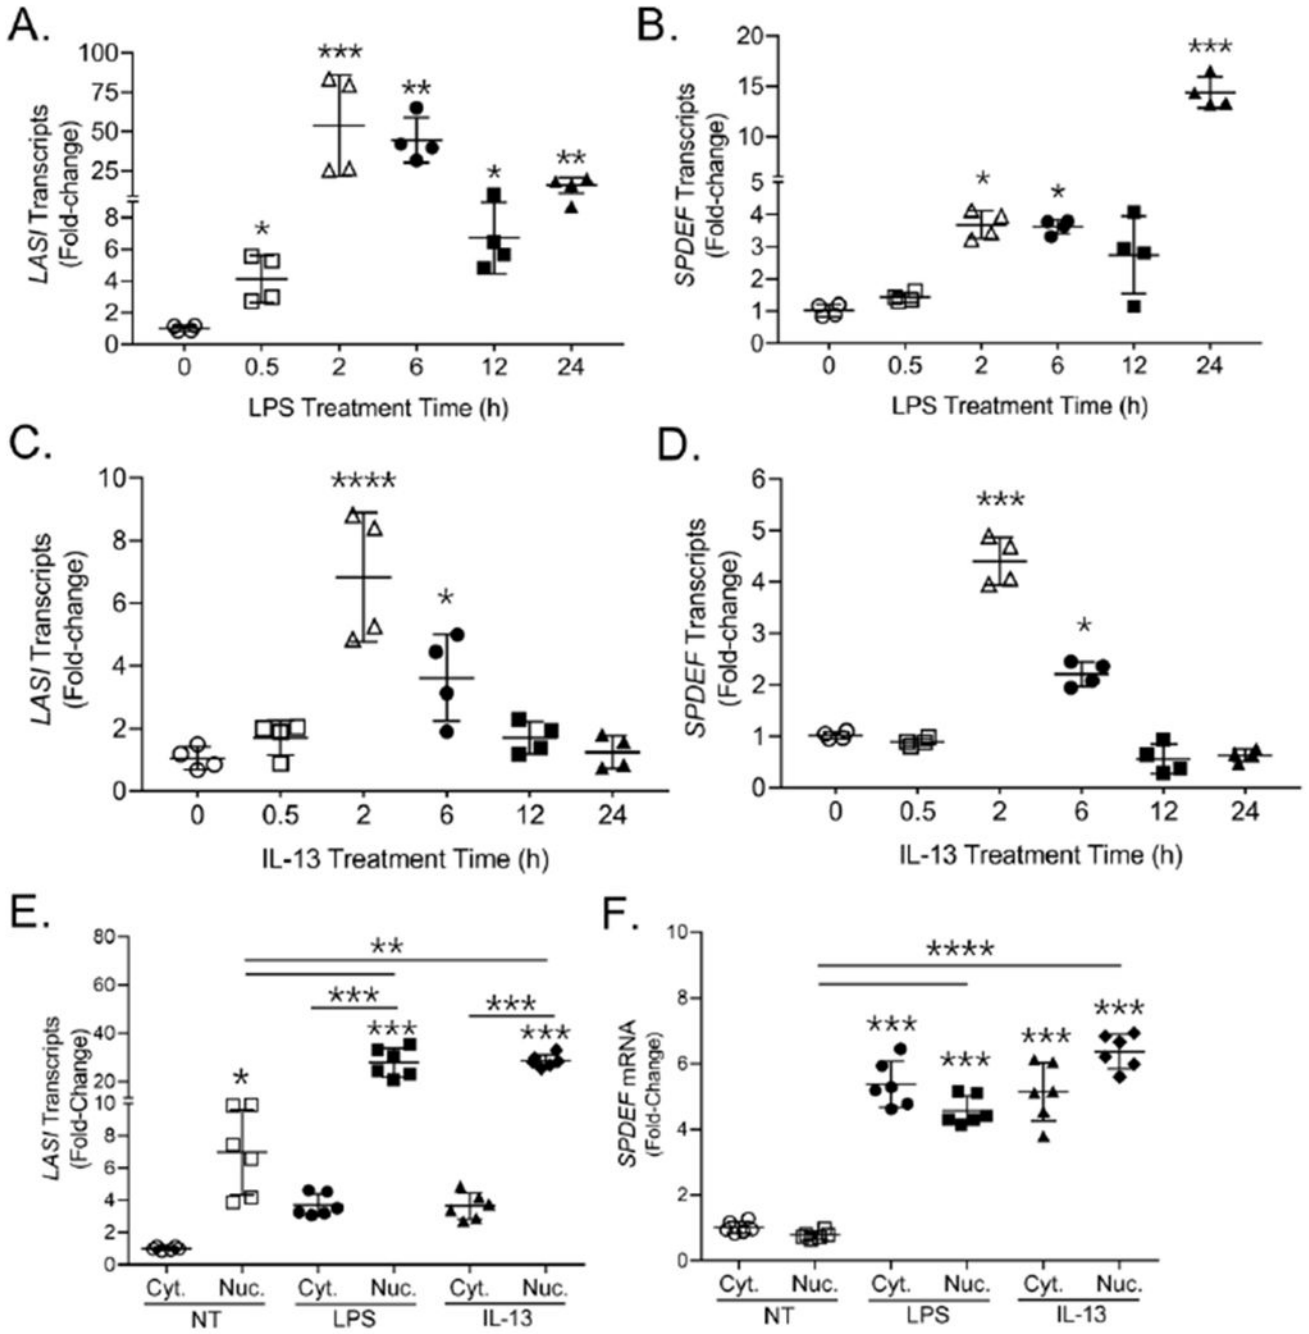 A.
LASI Transcripts
(Fold-change)
100
75
50
25
8
6
4
2
0
***
**
*
*
**
0 0.5 2 6 12 24
LPS Treatment Time (h)
B.
SPDEF Transcripts
(Fold-change)
20
15
10
5
4
3
2
1
0
***
*
*
0 0.5 2 6 12 24
LPS Treatment Time (h)
C.
LASI Transcripts
(Fold-change)
10
8
6
4
2
0
****
*
0 0.5 2 6 12 24
IL-13 Treatment Time (h)
D.
SPDEF Transcripts
(Fold-change)
6
5
4
3
2
1
0
***
*
0 0.5 2 6 12 24
IL-13 Treatment Time (h)
E.
LASI Transcripts
(Fold-Change)
80
60
40
20
10
8
6
4
2
0
**
*** ***
*** ***
*
Cyt. Nuc. Cyt. Nuc. Cyt. Nuc.
NT LPS IL-13
F.
SPDEF mRNA
(Fold-Change)
10
8
6
4
2
0
****
*** *** *** ***
Cyt. Nuc. Cyt. Nuc. Cyt. Nuc.
NT LPS IL-13